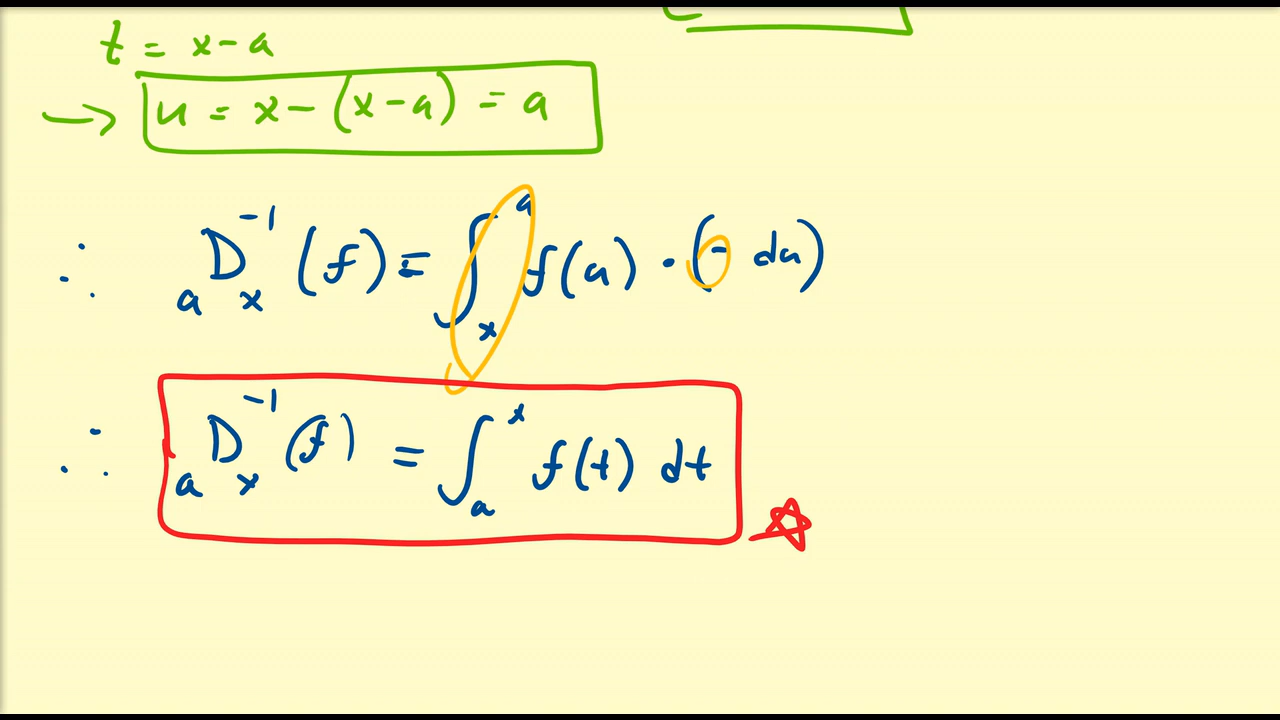 t = x - a
→ u = x - (x - a) = a
∴ ₐDₓ⁻¹ (f) = ∫ₓᵃ f(u) · (- du)
∴ ₐDₓ⁻¹ (f) = ∫ₐˣ f(t) dt